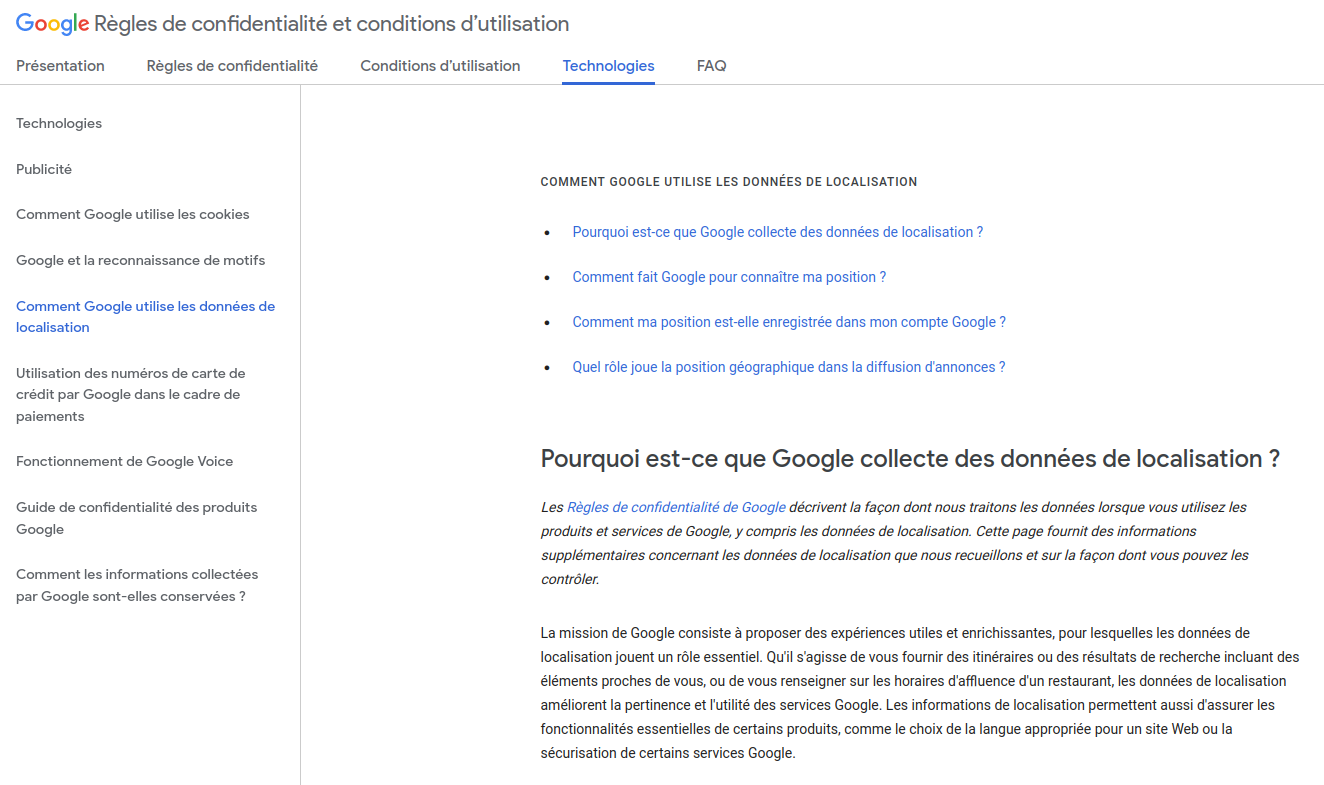 Google Règles de confidentialité et conditions d’utilisation
Présentation Règles de confidentialité Conditions d’utilisation Technologies FAQ
Technologies
Publicité
Comment Google utilise les cookies
Google et la reconnaissance de motifs
Comment Google utilise les données de
localisation
Utilisation des numéros de carte de
crédit par Google dans le cadre de
paiements
Fonctionnement de Google Voice
Guide de confidentialité des produits
Google
Comment les informations collectées
par Google sont-elles conservées ?
COMMENT GOOGLE UTILISE LES DONNÉES DE LOCALISATION
• Pourquoi est-ce que Google collecte des données de localisation ?
• Comment fait Google pour connaître ma position ?
• Comment ma position est-elle enregistrée dans mon compte Google ?
• Quel rôle joue la position géographique dans la diffusion d'annonces ?
Pourquoi est-ce que Google collecte des données de localisation ?
Les Règles de confidentialité de Google décrivent la façon dont nous traitons les données lorsque vous utilisez les
produits et services de Google, y compris les données de localisation. Cette page fournit des informations
supplémentaires concernant les données de localisation que nous recueillons et sur la façon dont vous pouvez les
contrôler.
La mission de Google consiste à proposer des expériences utiles et enrichissantes, pour lesquelles les données de
localisation jouent un rôle essentiel. Qu'il s'agisse de vous fournir des itinéraires ou des résultats de recherche incluant des
éléments proches de vous, ou de vous renseigner sur les horaires d'affluence d'un restaurant, les données de localisation
améliorent la pertinence et l'utilité des services Google. Les informations de localisation permettent aussi d'assurer les
fonctionnalités essentielles de certains produits, comme le choix de la langue appropriée pour un site Web ou la
sécurisation de certains services Google.